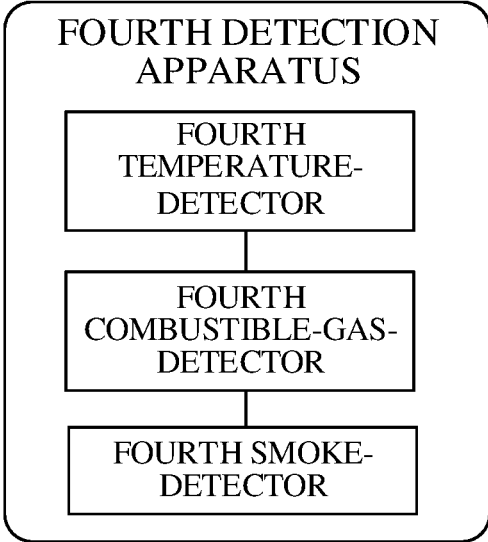 FOURTH DETECTION
APPARATUS
FOURTH
TEMPERATURE-
DETECTOR
FOURTH
COMBUSTIBLE-GAS-
DETECTOR
FOURTH SMOKE-
DETECTOR